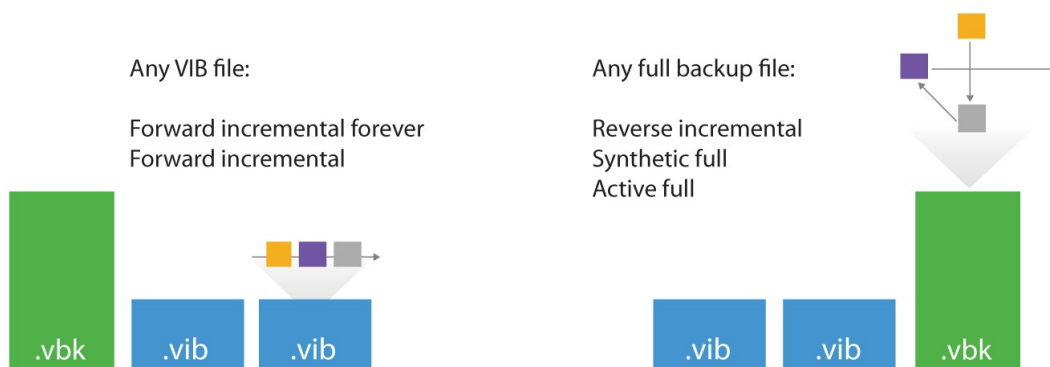 Any VIB file:
Forward incremental forever
Forward incremental
.vbk
.vib
.vib
Any full backup file:
Reverse incremental
Synthetic full
Active full
.vib
.vib
.vbk